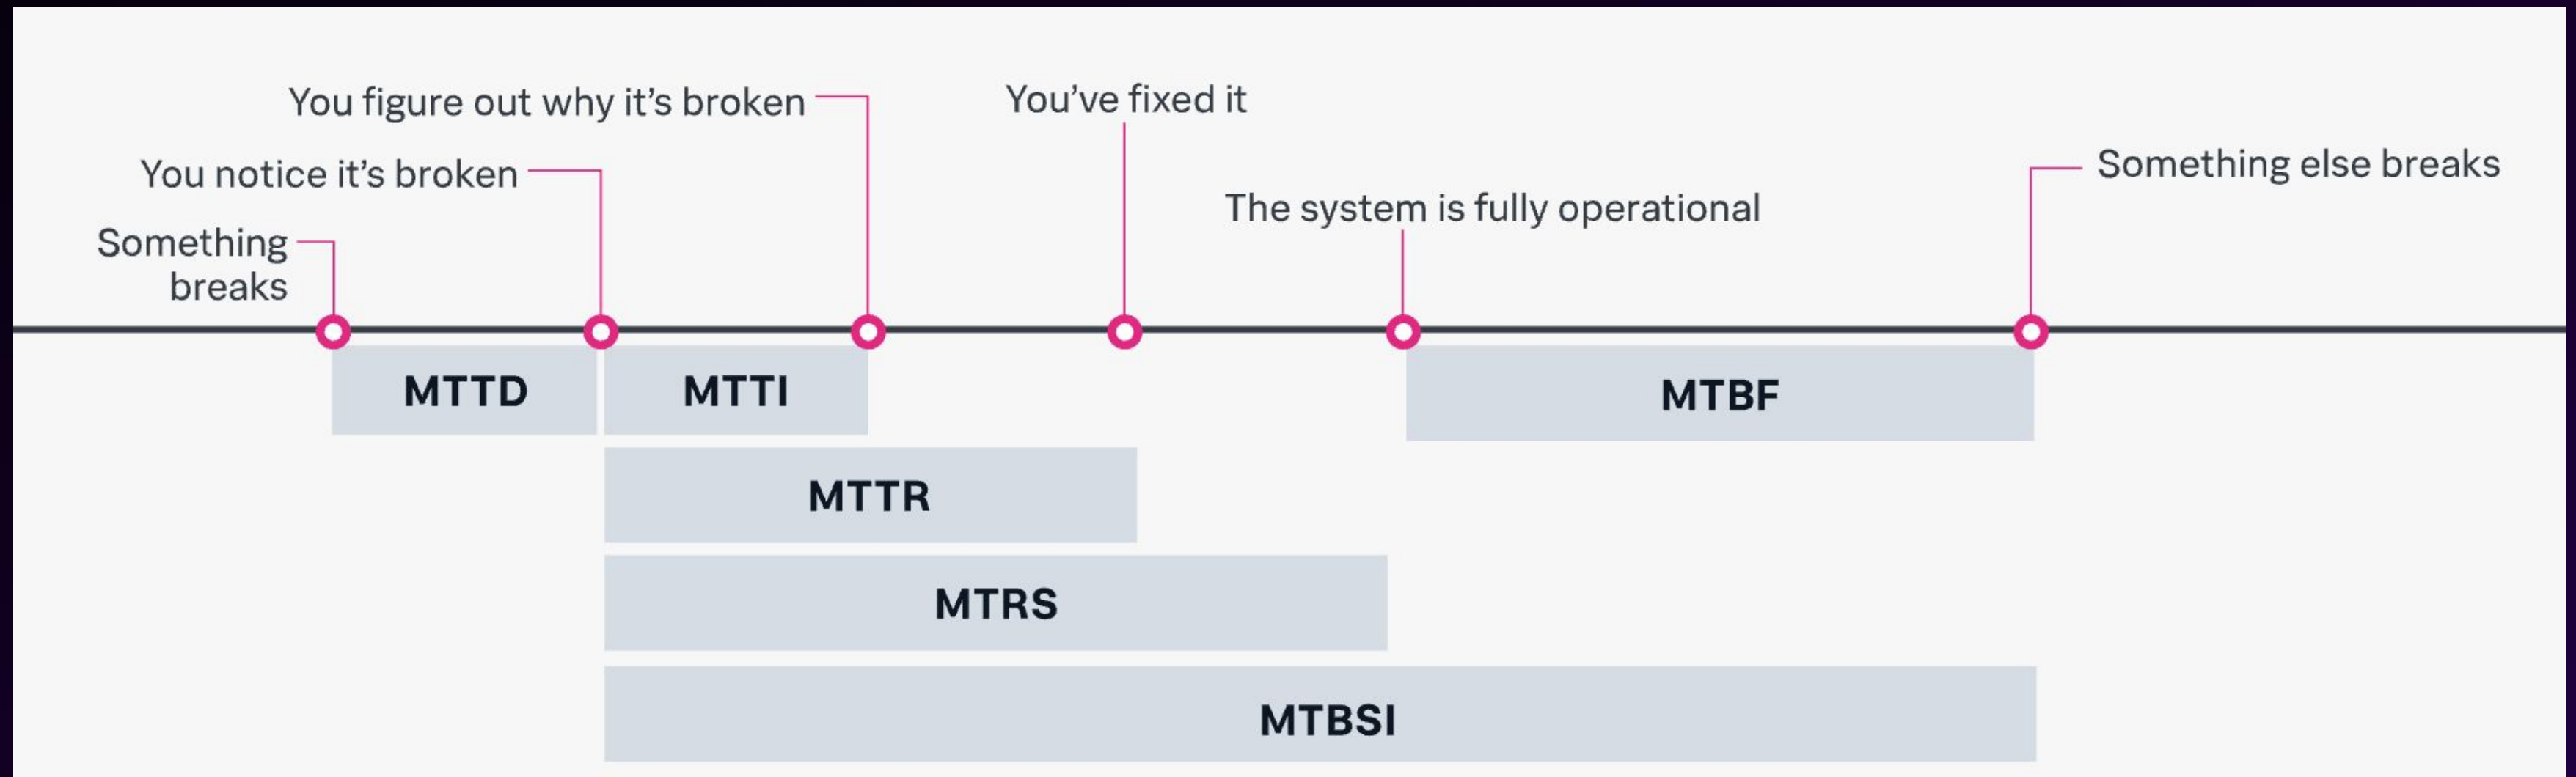 You figure out why it's broken
You've fixed it
You notice it's broken
Something else breaks
The system is fully operational
Something
breaks
MTTD
MTTI
MTBF
MTTR
MTRS
MTBSI